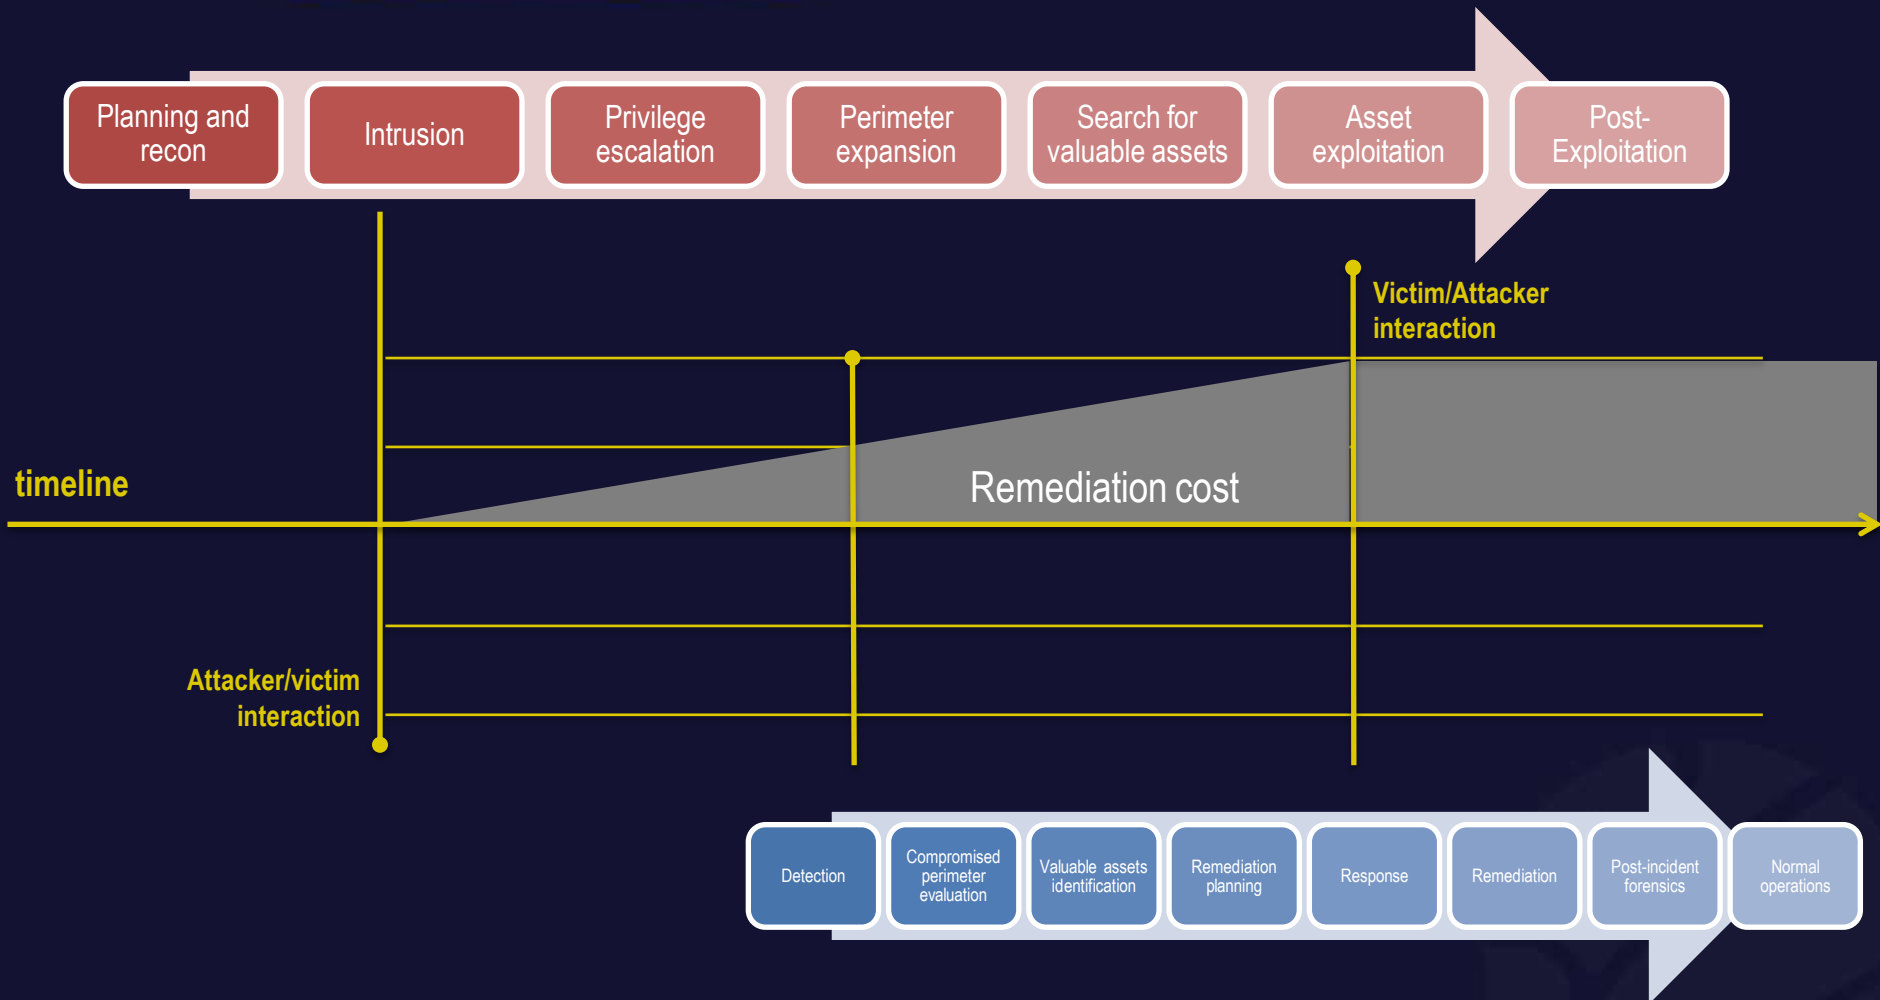 Planning and
recon
Intrusion
Privilege
escalation
Perimeter
expansion
Search for
valuable assets
Asset
exploitation
Post-
Exploitation
Victim/Attacker
interaction
timeline
Remediation cost
Attacker/victim
interaction
Detection
Compromised
perimeter
evaluation
Valuable assets
identification
Remediation
planning
Response
Remediation
Post-incident
forensics
Normal
operations